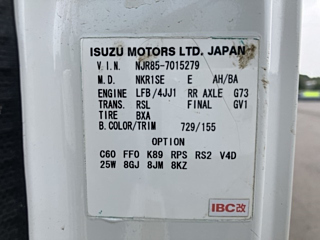 ISUZU MOTORS LTD. JAPAN
V.I.N. NJR85-7015279
M.D. NKR1SE E AH/BA
ENGINE LFB/4JJ1 RR AXLE G73
TRANS. RSL FINAL GV1
TIRE BXA
B.COLOR/TRIM 729/155
OPTION
C60 FF0 K89 RPS RS2 V4D
25W 8GJ 8JM 8KZ
IBC改